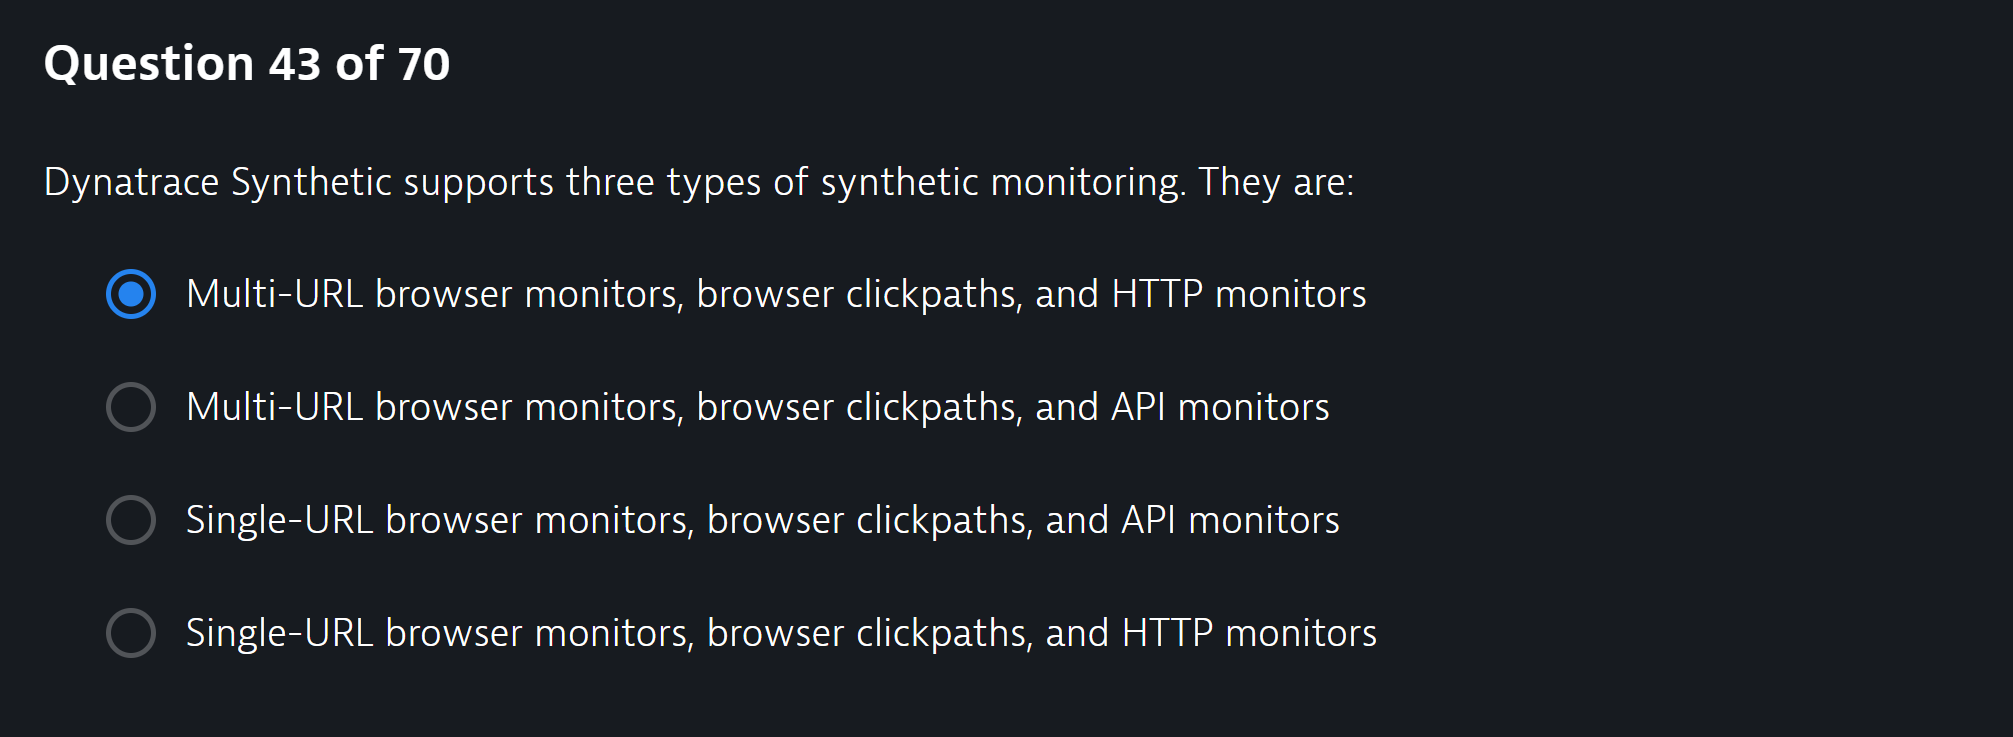 Question 43 of 70
Dynatrace Synthetic supports three types of synthetic monitoring. They are:
Multi-URL browser monitors, browser clickpaths, and HTTP monitors
Multi-URL browser monitors, browser clickpaths, and API monitors
Single-URL browser monitors, browser clickpaths, and API monitors
Single-URL browser monitors, browser clickpaths, and HTTP monitors